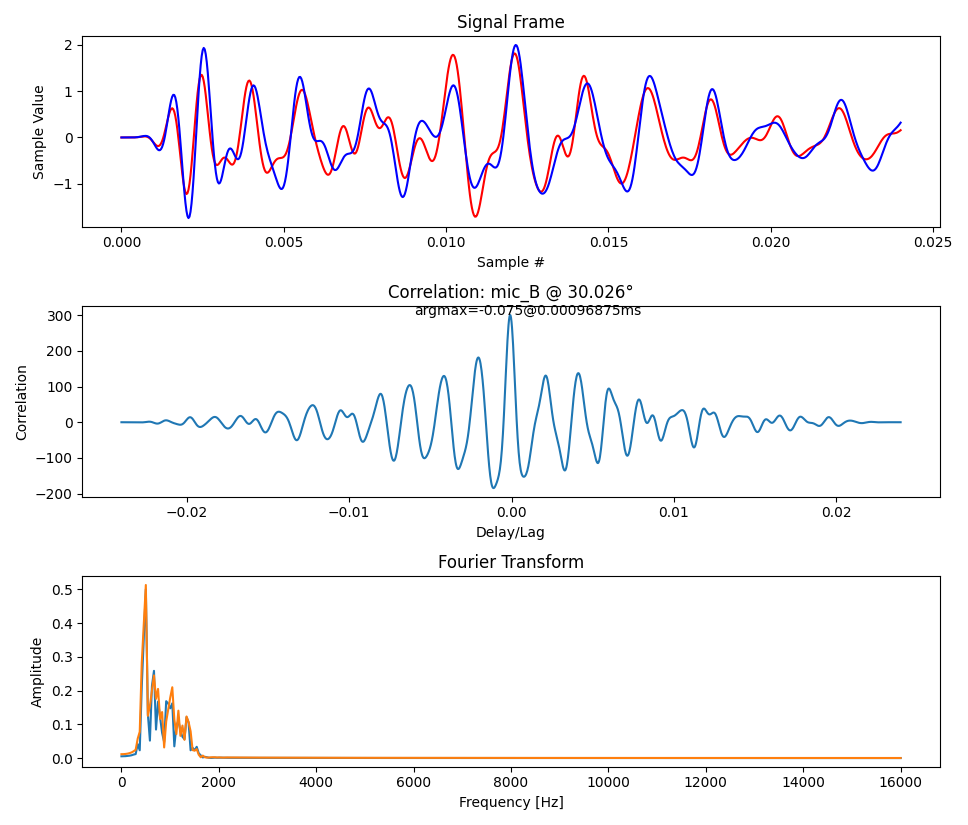 Signal Frame
2
1
0
−1
Sample Value
0.000 0.005 0.010 0.015 0.020 0.025
Sample #
Correlation: mic_B @ 30.026°
argmax=-0.075@0.00096875ms
300
200
100
0
−100
−200
Correlation
−0.02 −0.01 0.00 0.01 0.02
Delay/Lag
Fourier Transform
0.5
0.4
0.3
0.2
0.1
0.0
Amplitude
0 2000 4000 6000 8000 10000 12000 14000 16000
Frequency [Hz]